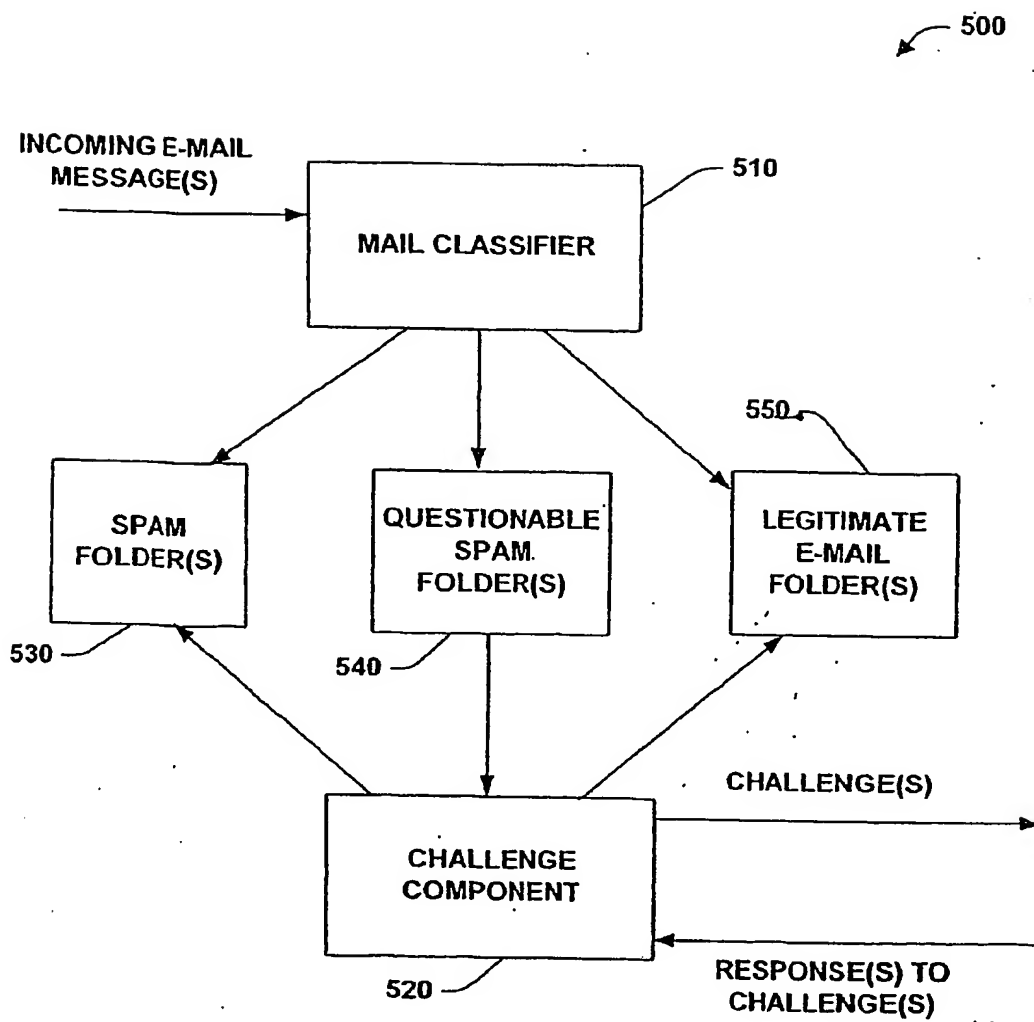 500
INCOMING E-MAIL
MESSAGE(S)
510
MAIL CLASSIFIER
550
SPAM
FOLDER(S)
QUESTIONABLE
SPAM
FOLDER(S)
LEGITIMATE
E-MAIL
FOLDER(S)
530
540
CHALLENGE(S)
CHALLENGE
COMPONENT
520
RESPONSE(S) TO
CHALLENGE(S)